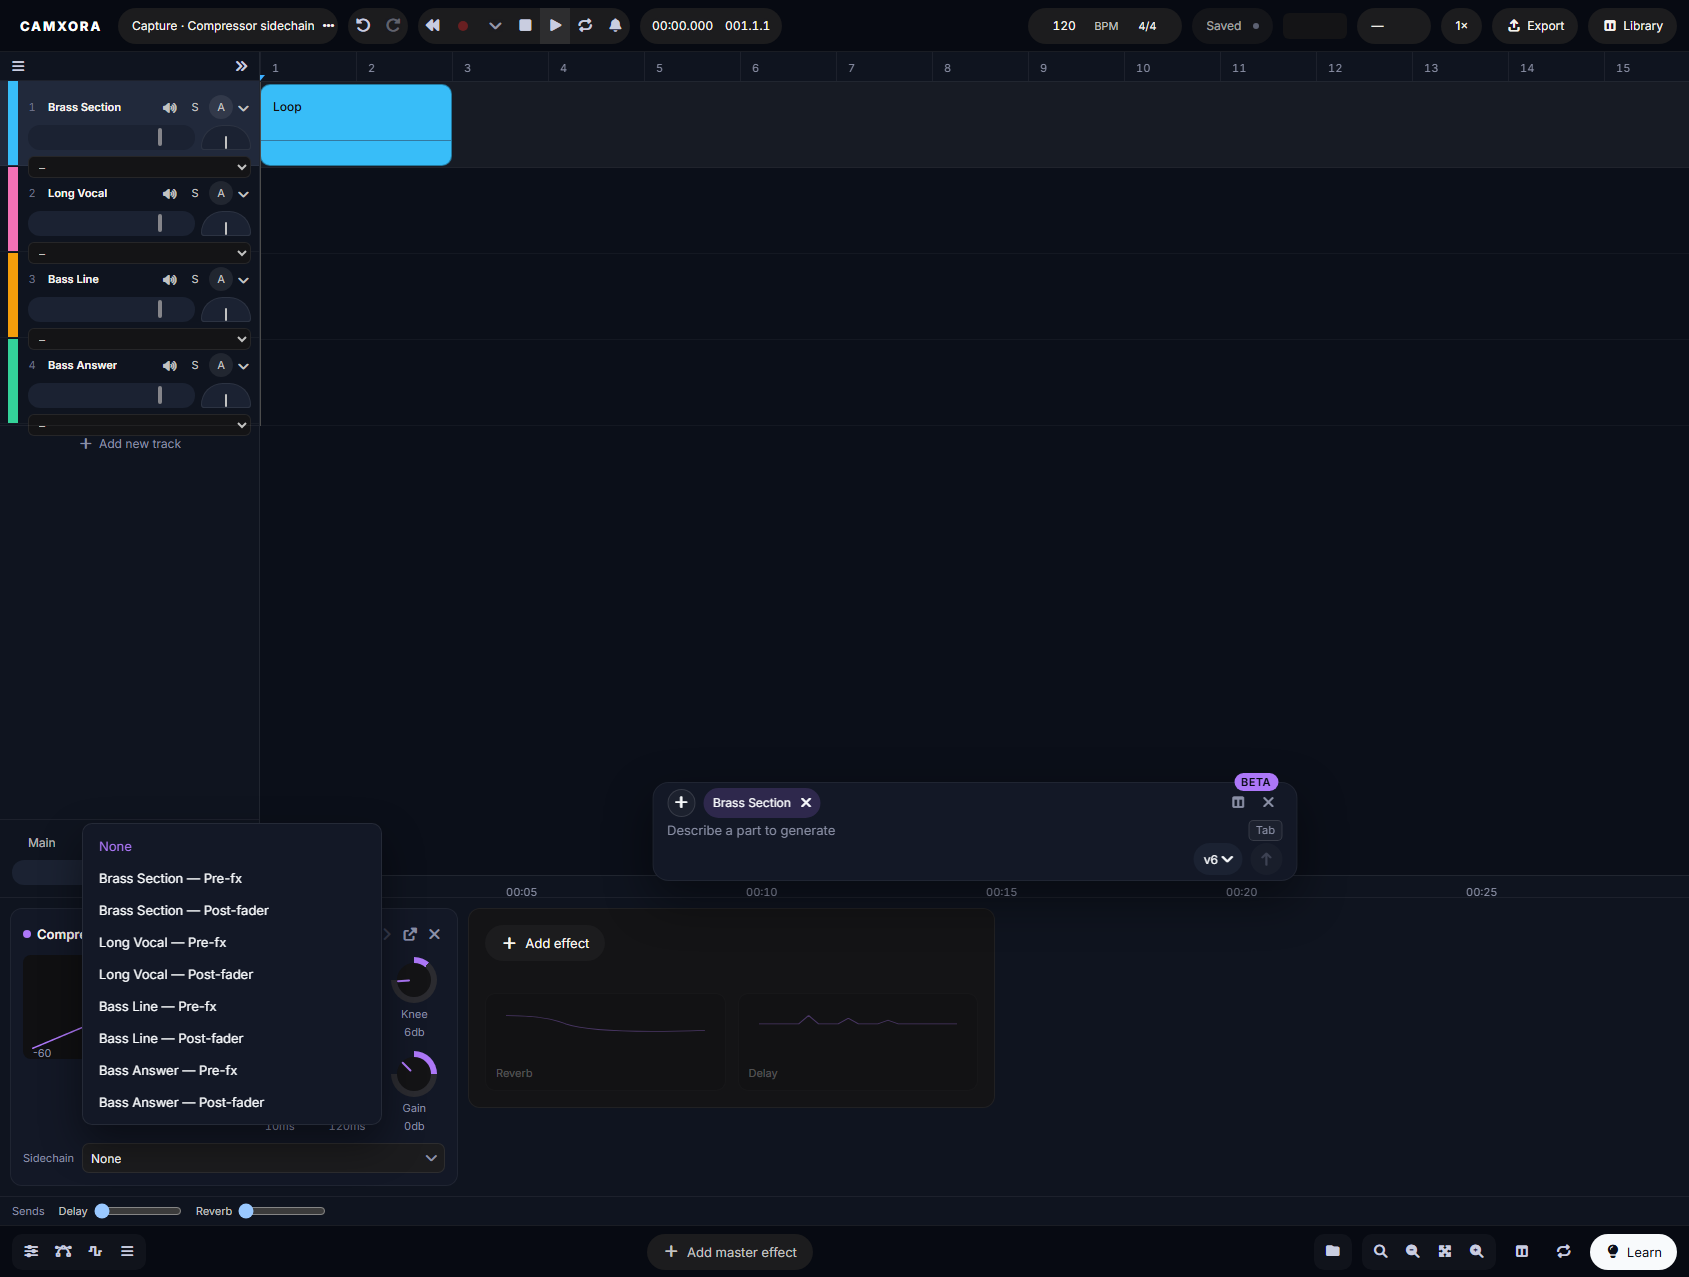 CAMXORA
Capture · Compressor sidechain
00:00.000 001.1.1
120 BPM 4/4
Saved
1×
Export
Library
1 2 3 4 5 6 7 8 9 10 11 12 13 14 15
1 Brass Section S A
–
Loop
2 Long Vocal S A
–
3 Bass Line S A
–
4 Bass Answer S A
–
Add new track
BETA
Brass Section
Describe a part to generate
Tab
v6
Main
None
Brass Section — Pre-fx
Brass Section — Post-fader
Long Vocal — Pre-fx
Long Vocal — Post-fader
Bass Line — Pre-fx
Bass Line — Post-fader
Bass Answer — Pre-fx
Bass Answer — Post-fader
00:05 00:10 00:15 00:20 00:25
Compre
-60
Knee
6db
Gain
0db
10ms 120ms
Sidechain None
Add effect
Reverb
Delay
Sends Delay Reverb
Add master effect
Learn